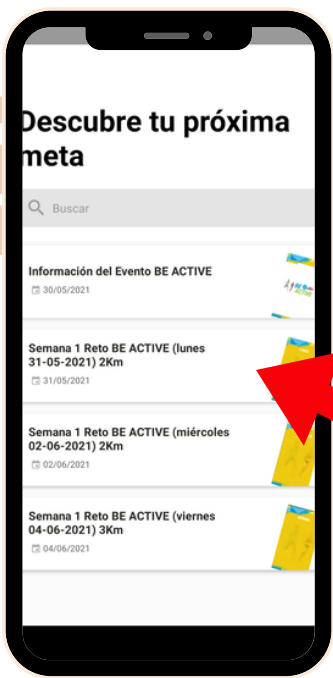 Descubre tu próxima
meta
Buscar
Información del Evento BE ACTIVE
30/05/2021
Semana 1 Reto BE ACTIVE (lunes
31-05-2021) 2Km
31/05/2021
Semana 1 Reto BE ACTIVE (miércoles
02-06-2021) 2Km
02/06/2021
Semana 1 Reto BE ACTIVE (viernes
04-06-2021) 3Km
04/06/2021